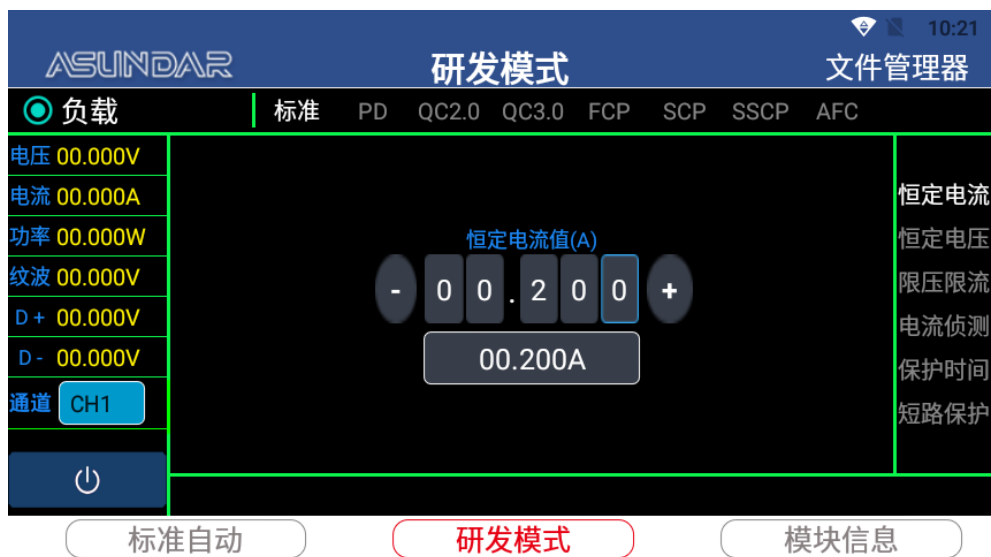 10:21
ASUNDAR 研发模式 文件管理器
负载 标准 PD QC2.0 QC3.0 FCP SCP SSCP AFC
电压 00.000V
电流 00.000A
功率 00.000W
纹波 00.000V
D+ 00.000V
D- 00.000V
通道 CH1
恒定电流值(A)
- 0 0 . 2 0 0 +
00.200A
恒定电流
恒定电压
限压限流
电流侦测
保护时间
短路保护
标准自动 研发模式 模块信息